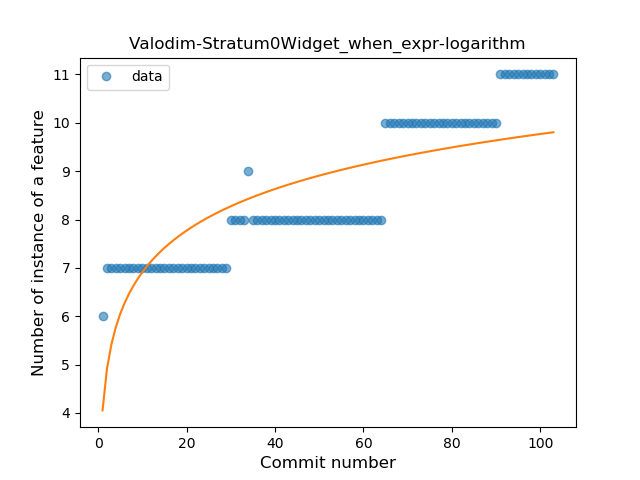 Valodim-Stratum0Widget_when_expr-logarithm
data
Number of instance of a feature
11
10
9
8
7
6
5
4
0 20 40 60 80 100
Commit number